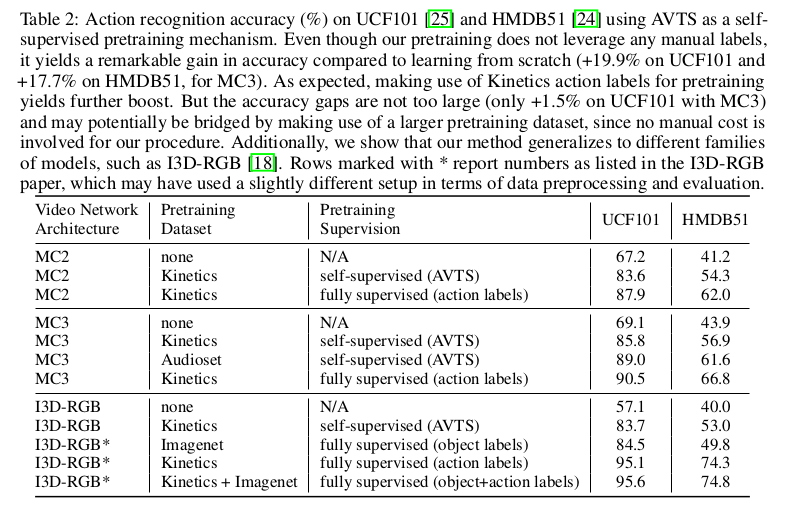 Table 2: Action recognition accuracy (%) on UCF101 [25] and HMDB51 [24] using AVTS as a self-
supervised pretraining mechanism. Even though our pretraining does not leverage any manual labels,
it yields a remarkable gain in accuracy compared to learning from scratch (+19.9% on UCF101 and
+17.7% on HMDB51, for MC3). As expected, making use of Kinetics action labels for pretraining
yields further boost. But the accuracy gaps are not too large (only +1.5% on UCF101 with MC3)
and may potentially be bridged by making use of a larger pretraining dataset, since no manual cost is
involved for our procedure. Additionally, we show that our method generalizes to different families
of models, such as I3D-RGB [18]. Rows marked with * report numbers as listed in the I3D-RGB
paper, which may have used a slightly different setup in terms of data preprocessing and evaluation.
Video Network Architecture Pretraining Dataset Pretraining Supervision UCF101 HMDB51
MC2 none N/A 67.2 41.2
MC2 Kinetics self-supervised (AVTS) 83.6 54.3
MC2 Kinetics fully supervised (action labels) 87.9 62.0
MC3 none N/A 69.1 43.9
MC3 Kinetics self-supervised (AVTS) 85.8 56.9
MC3 Audioset self-supervised (AVTS) 89.0 61.6
MC3 Kinetics fully supervised (action labels) 90.5 66.8
I3D-RGB none N/A 57.1 40.0
I3D-RGB Kinetics self-supervised (AVTS) 83.7 53.0
I3D-RGB* Imagenet fully supervised (object labels) 84.5 49.8
I3D-RGB* Kinetics fully supervised (action labels) 95.1 74.3
I3D-RGB* Kinetics + Imagenet fully supervised (object+action labels) 95.6 74.8